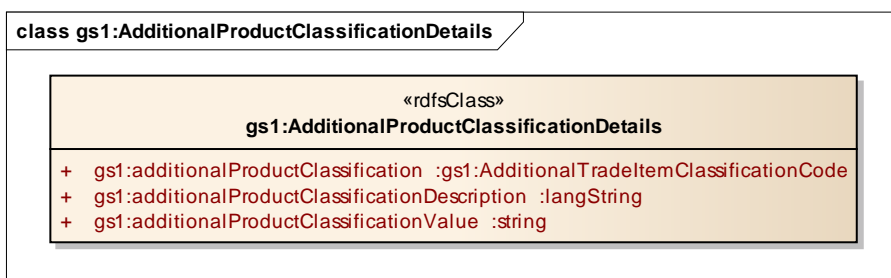 class gs1:AdditionalProductClassificationDetails
«rdfsClass»
gs1:AdditionalProductClassificationDetails
+ gs1:additionalProductClassification :gs1:AdditionalTradeItemClassificationCode
+ gs1:additionalProductClassificationDescription :langString
+ gs1:additionalProductClassificationValue :string